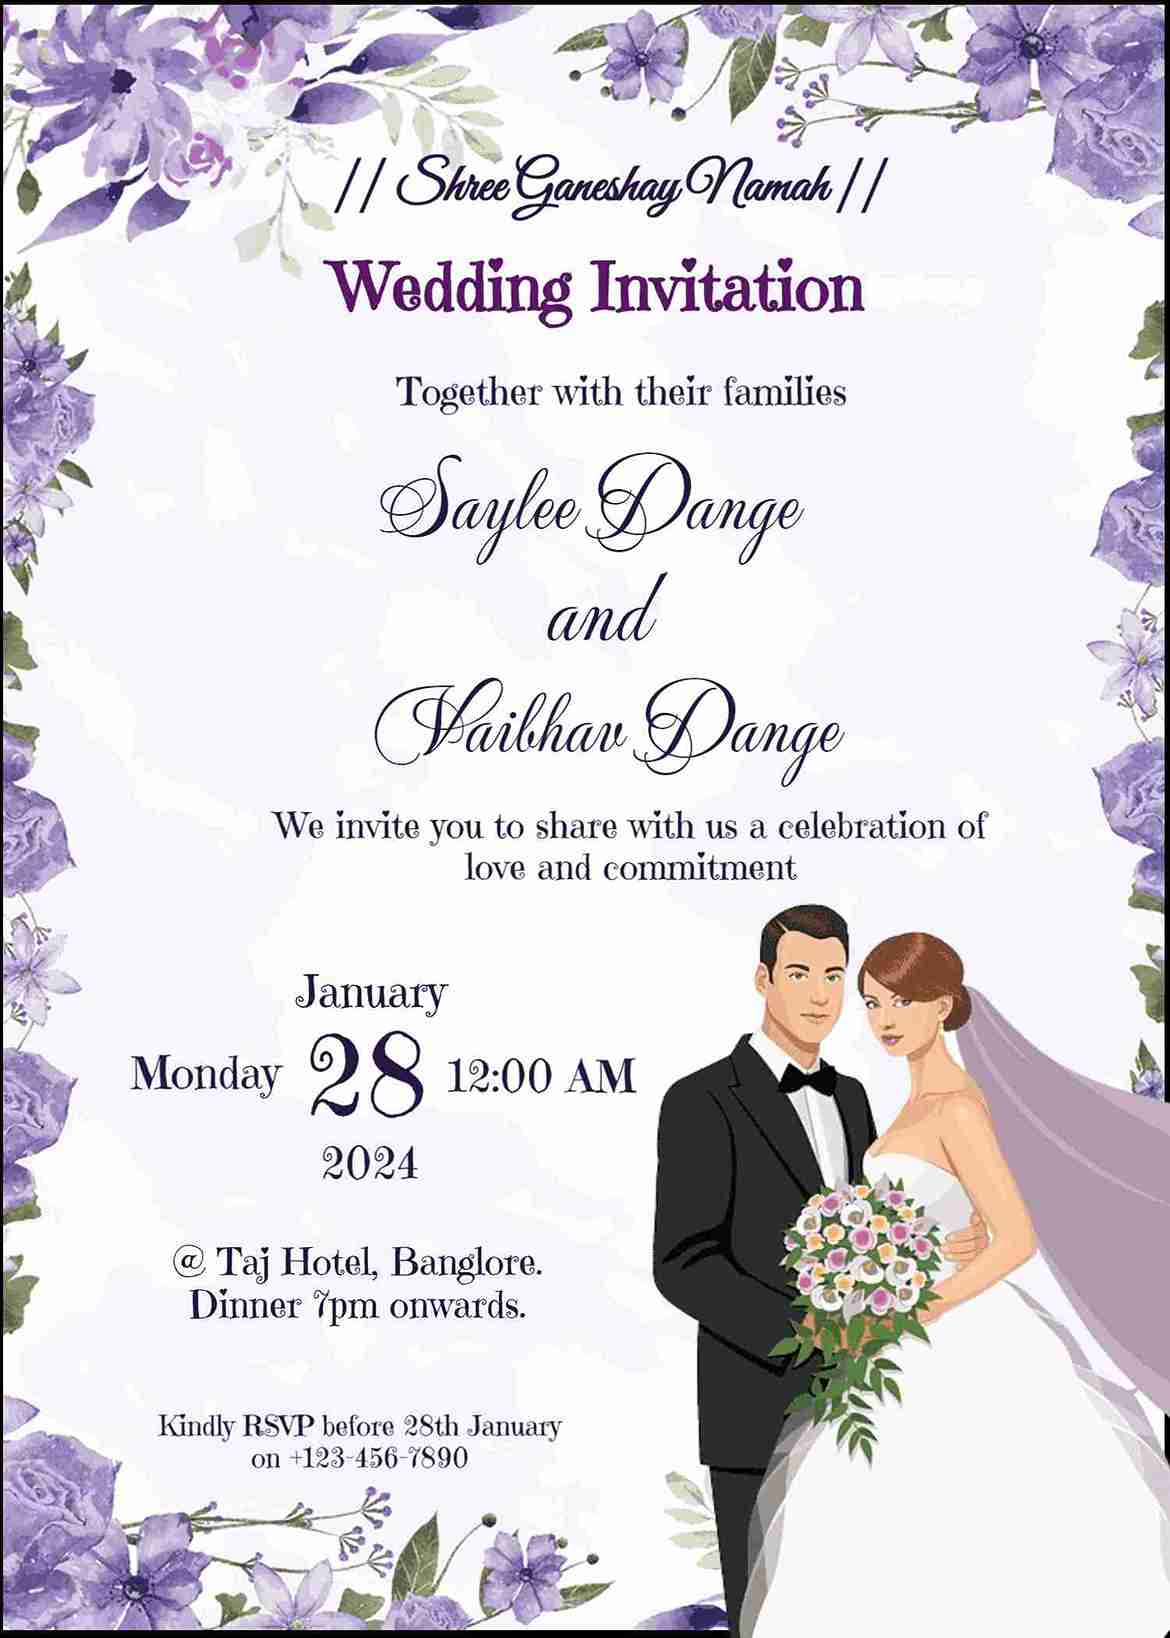 // Shree Ganeshay Namah //
Wedding Invitation
Together with their families
Saylee Dange
and
Vaibhav Dange
We invite you to share with us a celebration of
love and commitment
January
Monday 28 12:00 AM
2024
@ Taj Hotel, Banglore.
Dinner 7pm onwards.
Kindly RSVP before 28th January
on +123-456-7890